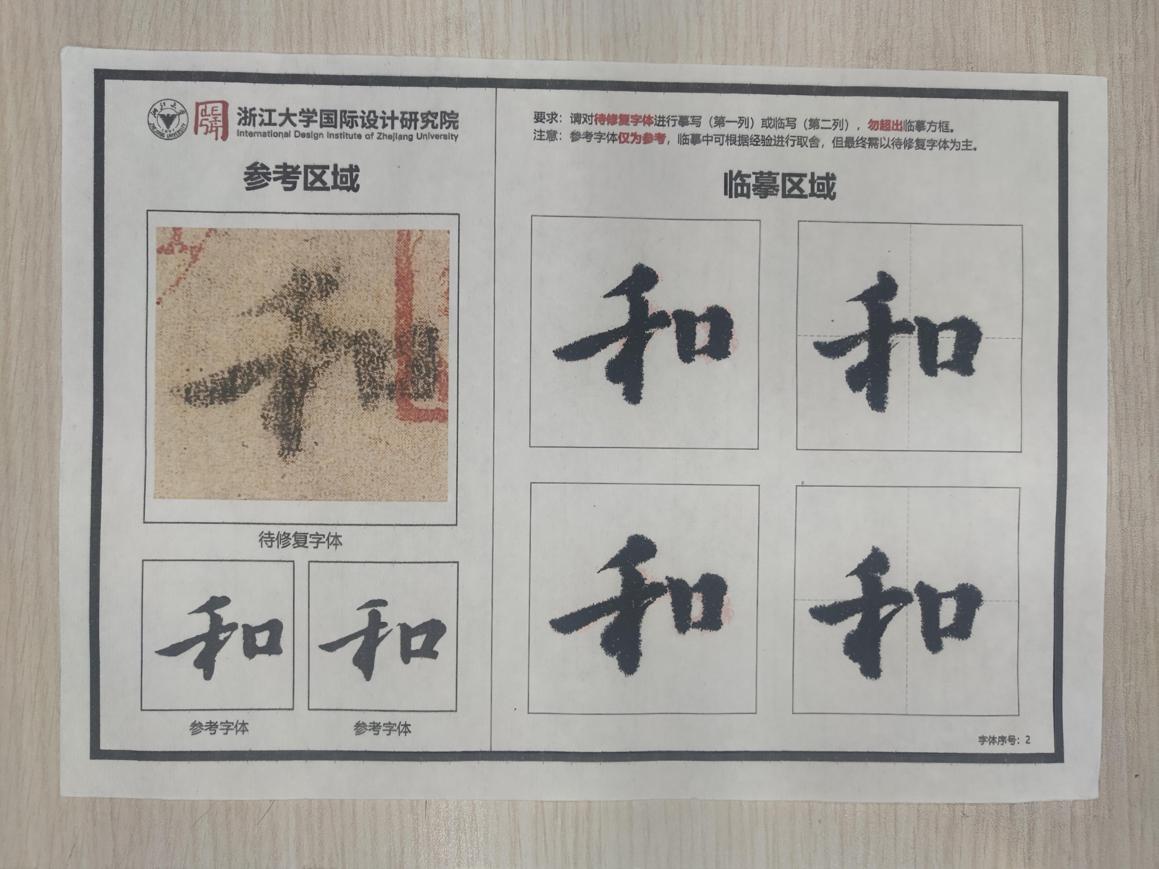 浙江大学国际设计研究院
International Design Institute of Zhejiang University
参考区域
和
待修复字体
和 和
参考字体 参考字体
要求：请对待修复字体进行摹写（第一列）或临写（第二列），勿超出临摹方框。
注意：参考字体仅为参考，临摹中可根据经验进行取舍，但最终需以待修复字体为主。
临摹区域
和 和
和 和
字体序号：2